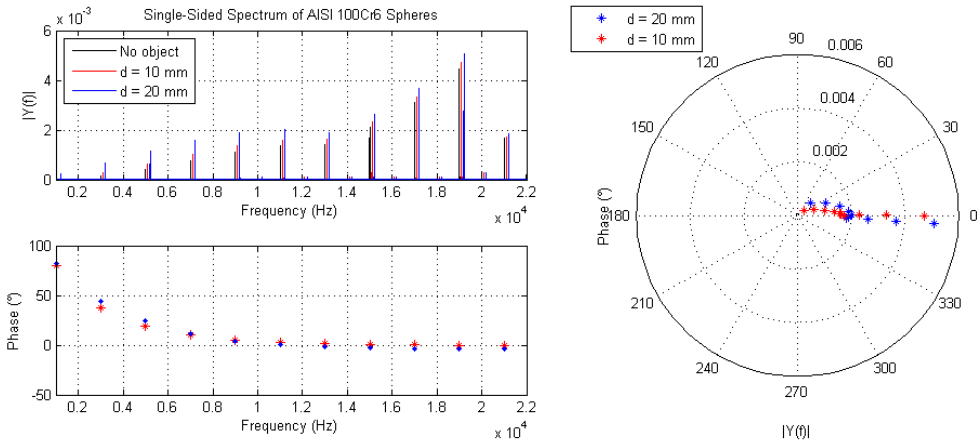 Single-Sided Spectrum of AISI 100Cr6 Spheres
x 10⁻³
6
4
2
0
|Y(f)|
No object
d = 10 mm
d = 20 mm
0.2 0.4 0.6 0.8 1 1.2 1.4 1.6 1.8 2 2.2
Frequency (Hz)
x 10⁴
100
50
0
-50
Phase (°)
0.2 0.4 0.6 0.8 1 1.2 1.4 1.6 1.8 2 2.2
Frequency (Hz)
x 10⁴
d = 20 mm
d = 10 mm
90
0.006
120
60
0.004
150
30
0.002
Phase (°)
180
0
210
330
240
300
270
|Y(f)|